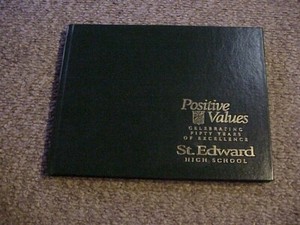 Positive
Values
CELEBRATING
FIFTY YEARS
OF EXCELLENCE
St. Edward
HIGH SCHOOL